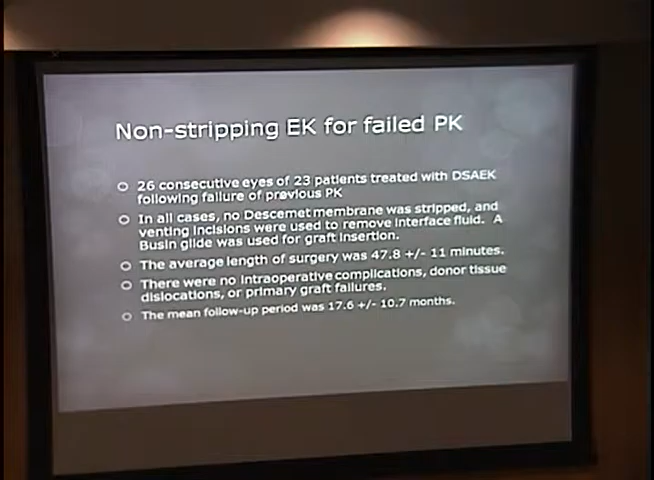 Non-stripping EK for failed PK
26 consecutive eyes of 23 patients treated with DSAEK
following failure of previous PK
In all cases, no Descemet membrane was stripped, and
venting incisions were used to remove interface fluid. A
Busin glide was used for graft insertion.
The average length of surgery was 47.8 +/- 11 minutes.
There were no intraoperative complications, donor tissue
dislocations, or primary graft failures.
The mean follow-up period was 17.6 +/- 10.7 months.